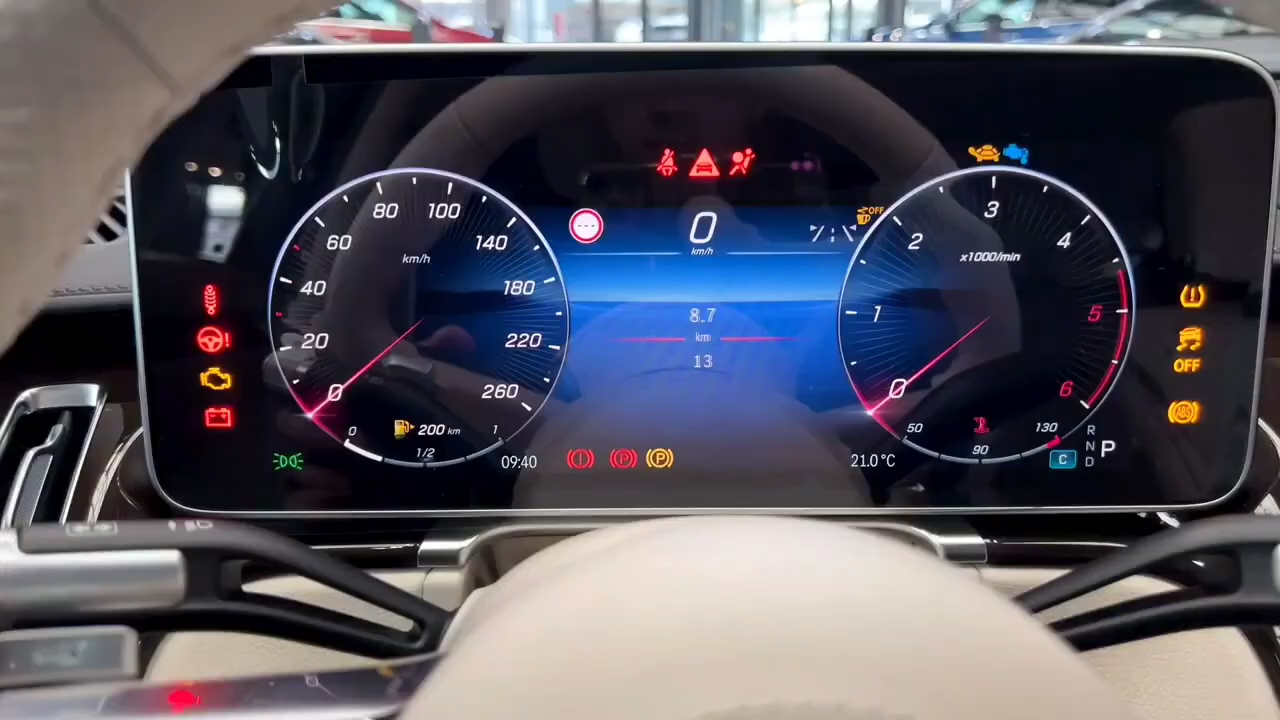 80 100
60 140
40 180
20 220
0 260
km/h
0 1/2 1
200 km
09:40
0
km/h
8.7
km
13
OFF
3
2 4
x1000/min
1 5
0 6
50 90 130
21.0°C
C
R
N
D
P
OFF
ABS
P
P